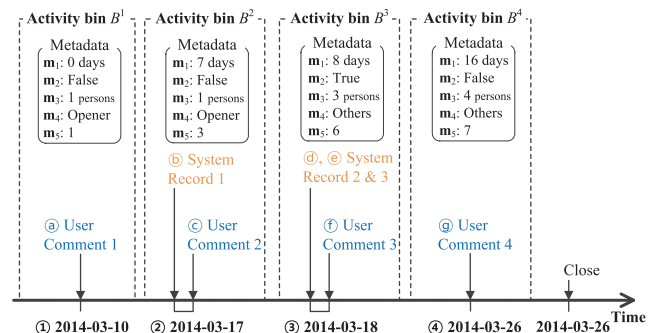 Activity bin B¹
Activity bin B²
Activity bin B³
Activity bin B⁴
Metadata
m₁: 0 days
m₂: False
m₃: 1 persons
m₄: Opener
m₅: 1
Metadata
m₁: 7 days
m₂: False
m₃: 1 persons
m₄: Opener
m₅: 3
Metadata
m₁: 8 days
m₂: True
m₃: 3 persons
m₄: Others
m₅: 6
Metadata
m₁: 16 days
m₂: False
m₃: 4 persons
m₄: Others
m₅: 7
ⓑ System
Record 1
ⓓ, ⓔ System
Record 2 & 3
ⓐ User
Comment 1
ⓒ User
Comment 2
ⓕ User
Comment 3
ⓖ User
Comment 4
Close
Time
① 2014-03-10
② 2014-03-17
③ 2014-03-18
④ 2014-03-26
2014-03-26